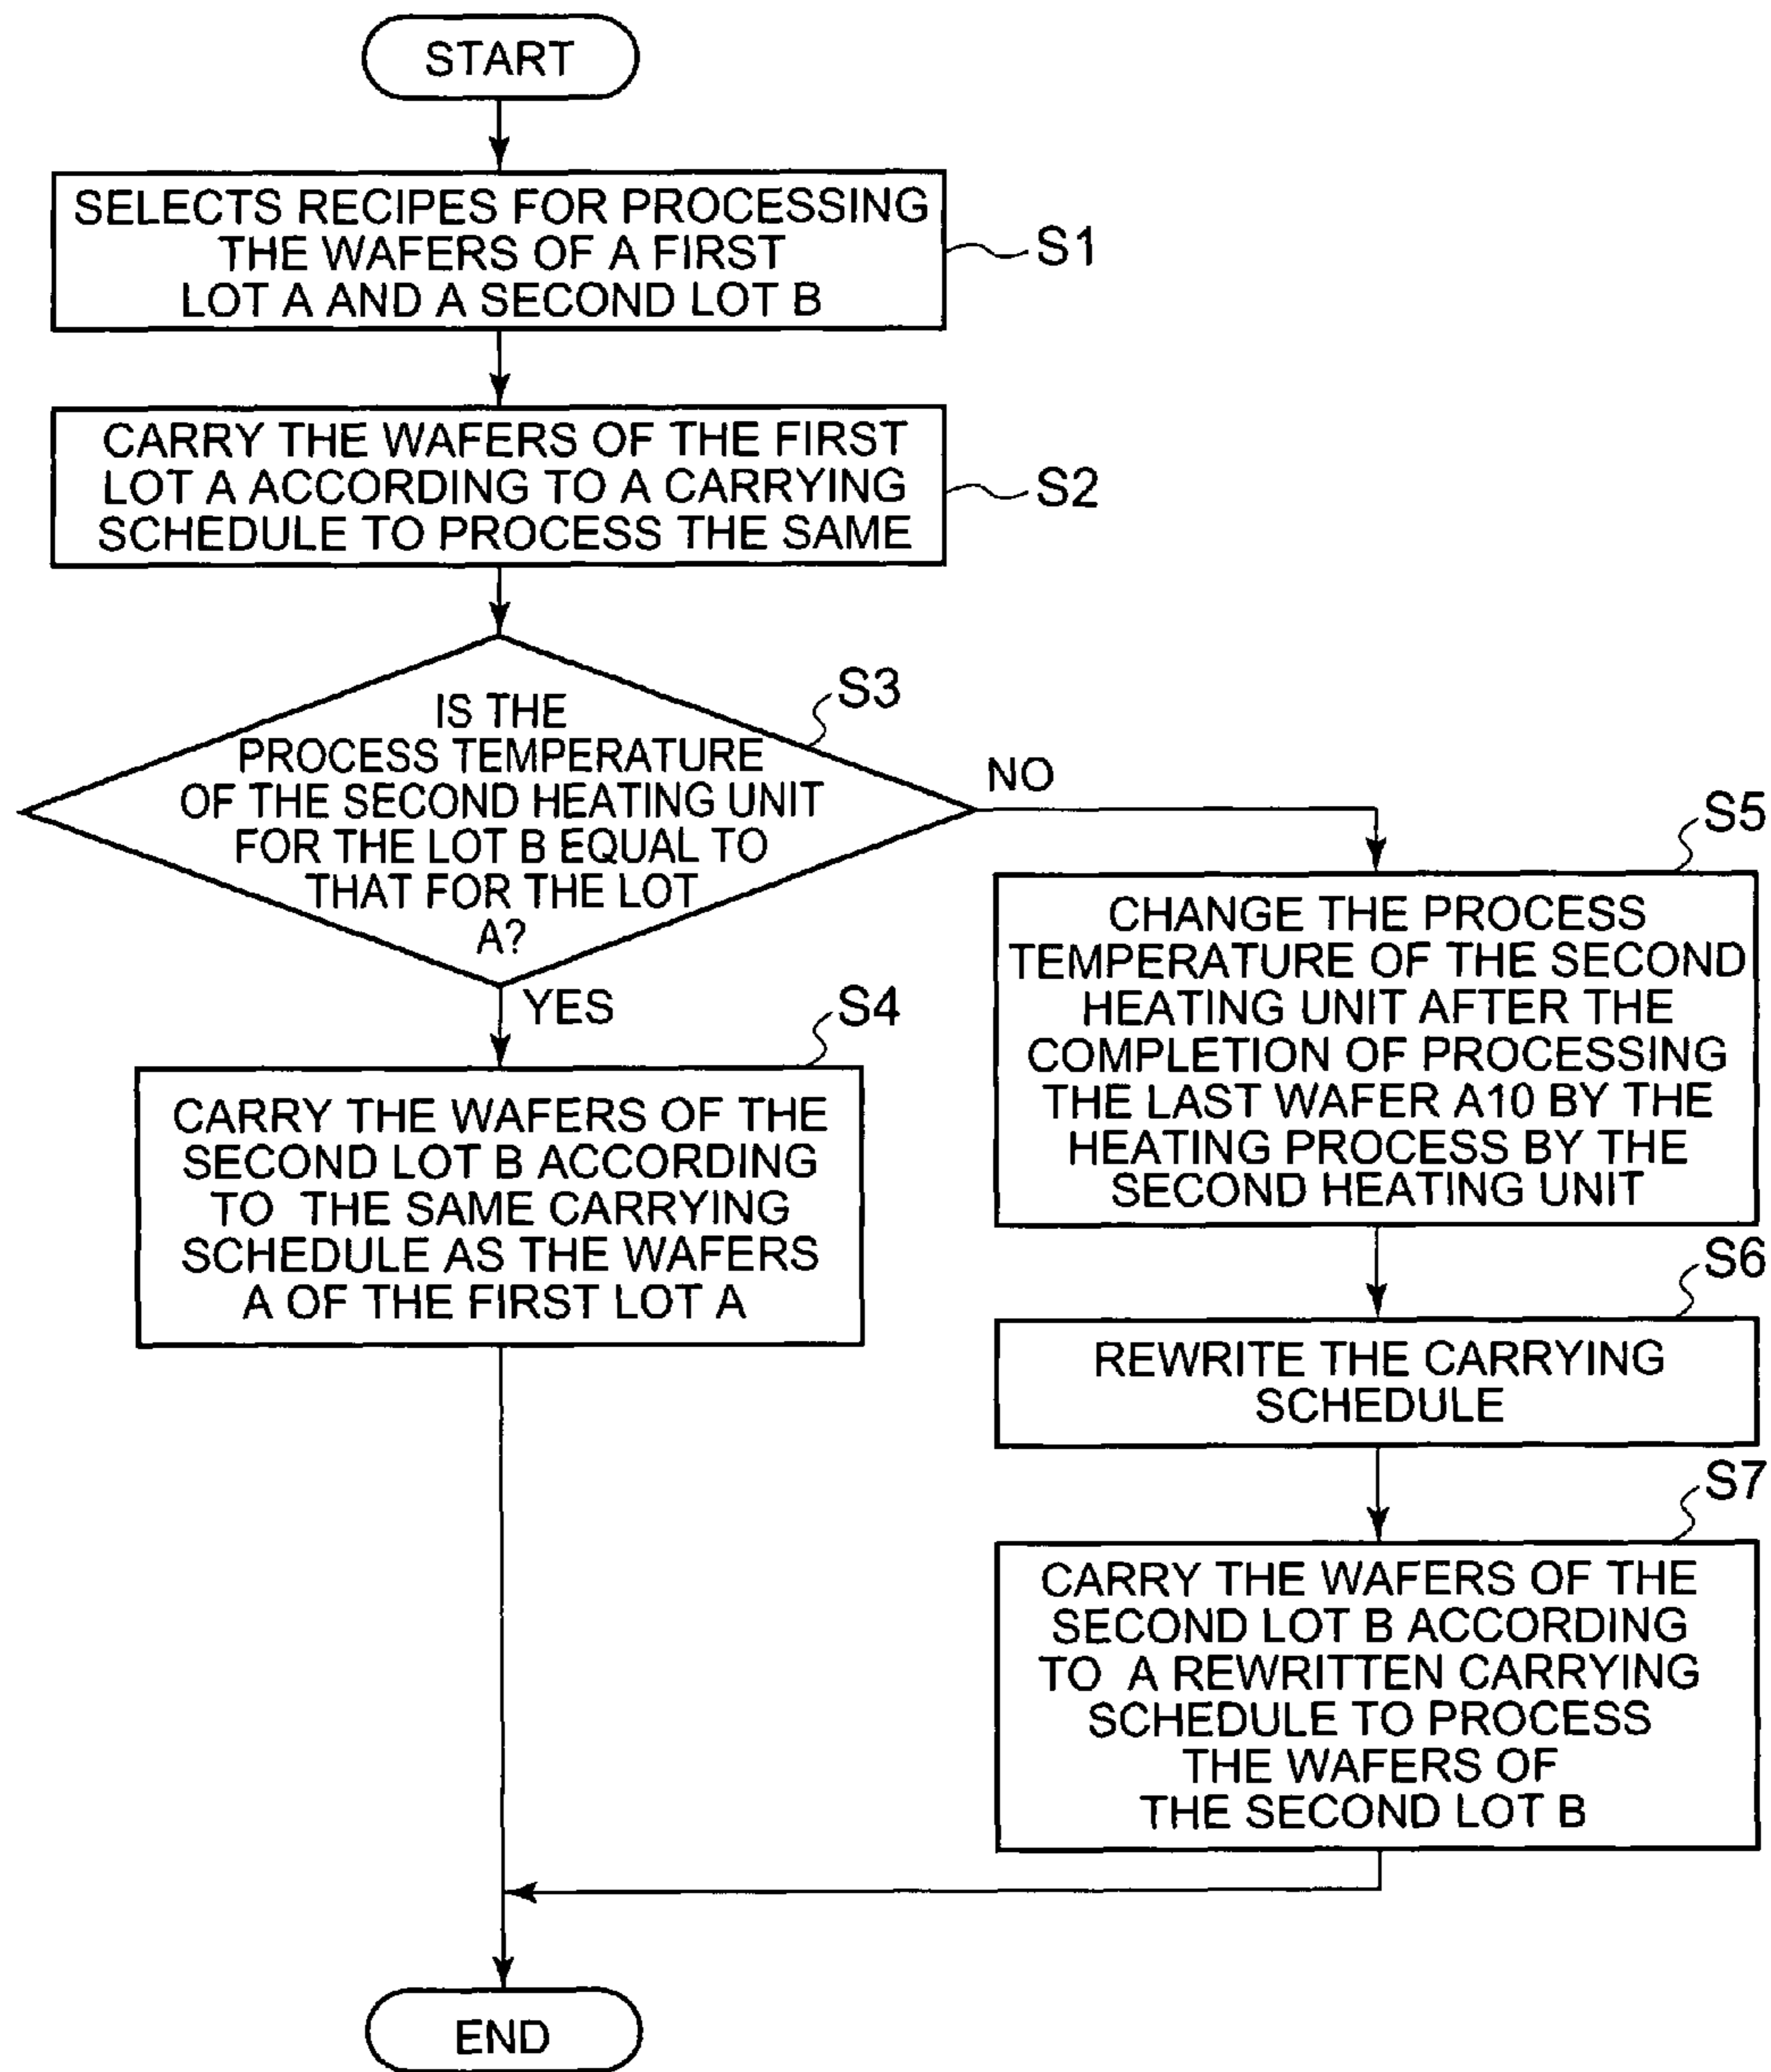 START
SELECTS RECIPES FOR PROCESSING
THE WAFERS OF A FIRST
LOT A AND A SECOND LOT B
S1
CARRY THE WAFERS OF THE FIRST
LOT A ACCORDING TO A CARRYING
SCHEDULE TO PROCESS THE SAME
S2
IS THE
PROCESS TEMPERATURE
OF THE SECOND HEATING UNIT
FOR THE LOT B EQUAL TO
THAT FOR THE LOT
A?
S3
NO
YES
S4
CARRY THE WAFERS OF THE
SECOND LOT B ACCORDING
TO THE SAME CARRYING
SCHEDULE AS THE WAFERS
A OF THE FIRST LOT A
S5
CHANGE THE PROCESS
TEMPERATURE OF THE SECOND
HEATING UNIT AFTER THE
COMPLETION OF PROCESSING
THE LAST WAFER A10 BY THE
HEATING PROCESS BY THE
SECOND HEATING UNIT
S6
REWRITE THE CARRYING
SCHEDULE
S7
CARRY THE WAFERS OF THE
SECOND LOT B ACCORDING
TO A REWRITTEN CARRYING
SCHEDULE TO PROCESS
THE WAFERS OF
THE SECOND LOT B
END